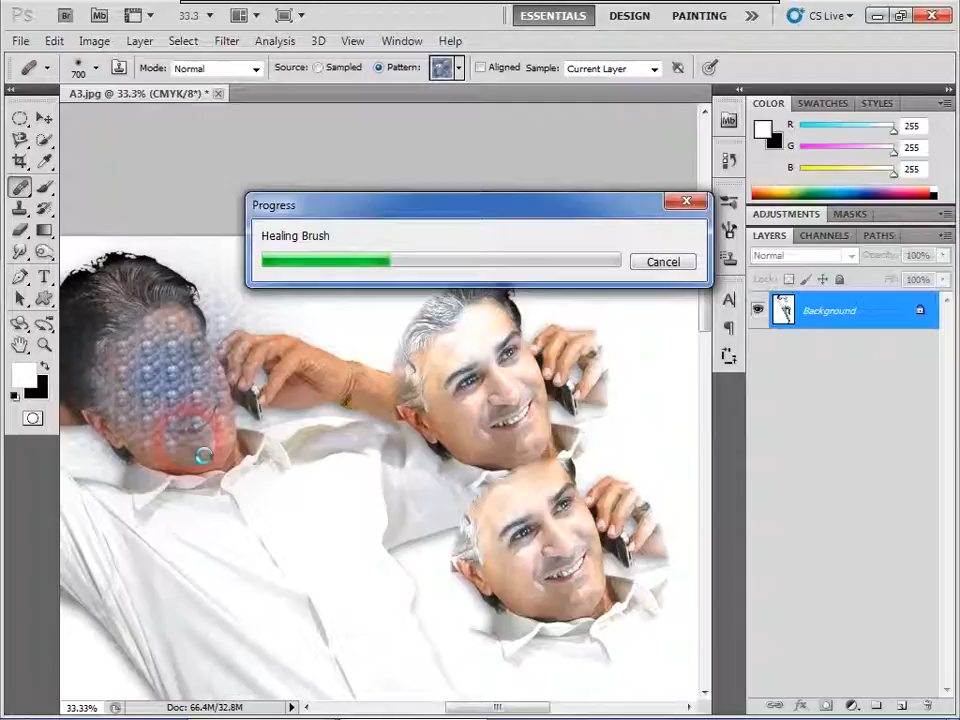 Ps Br Mb 33.3 ESSENTIALS DESIGN PAINTING CS Live
File Edit Image Layer Select Filter Analysis 3D View Window Help
700 Mode: Normal Source: Sampled Pattern: Aligned Sample: Current Layer
A3.jpg @ 33.3% (CMYK/8*) *
COLOR SWATCHES STYLES
R 255
G 255
B 255
ADJUSTMENTS MASKS
LAYERS CHANNELS PATHS
Normal Opacity: 100%
Lock: Fill: 100%
Background
Mb
A
T
Progress
Healing Brush
Cancel
33.33% Doc: 66.4M/32.8M